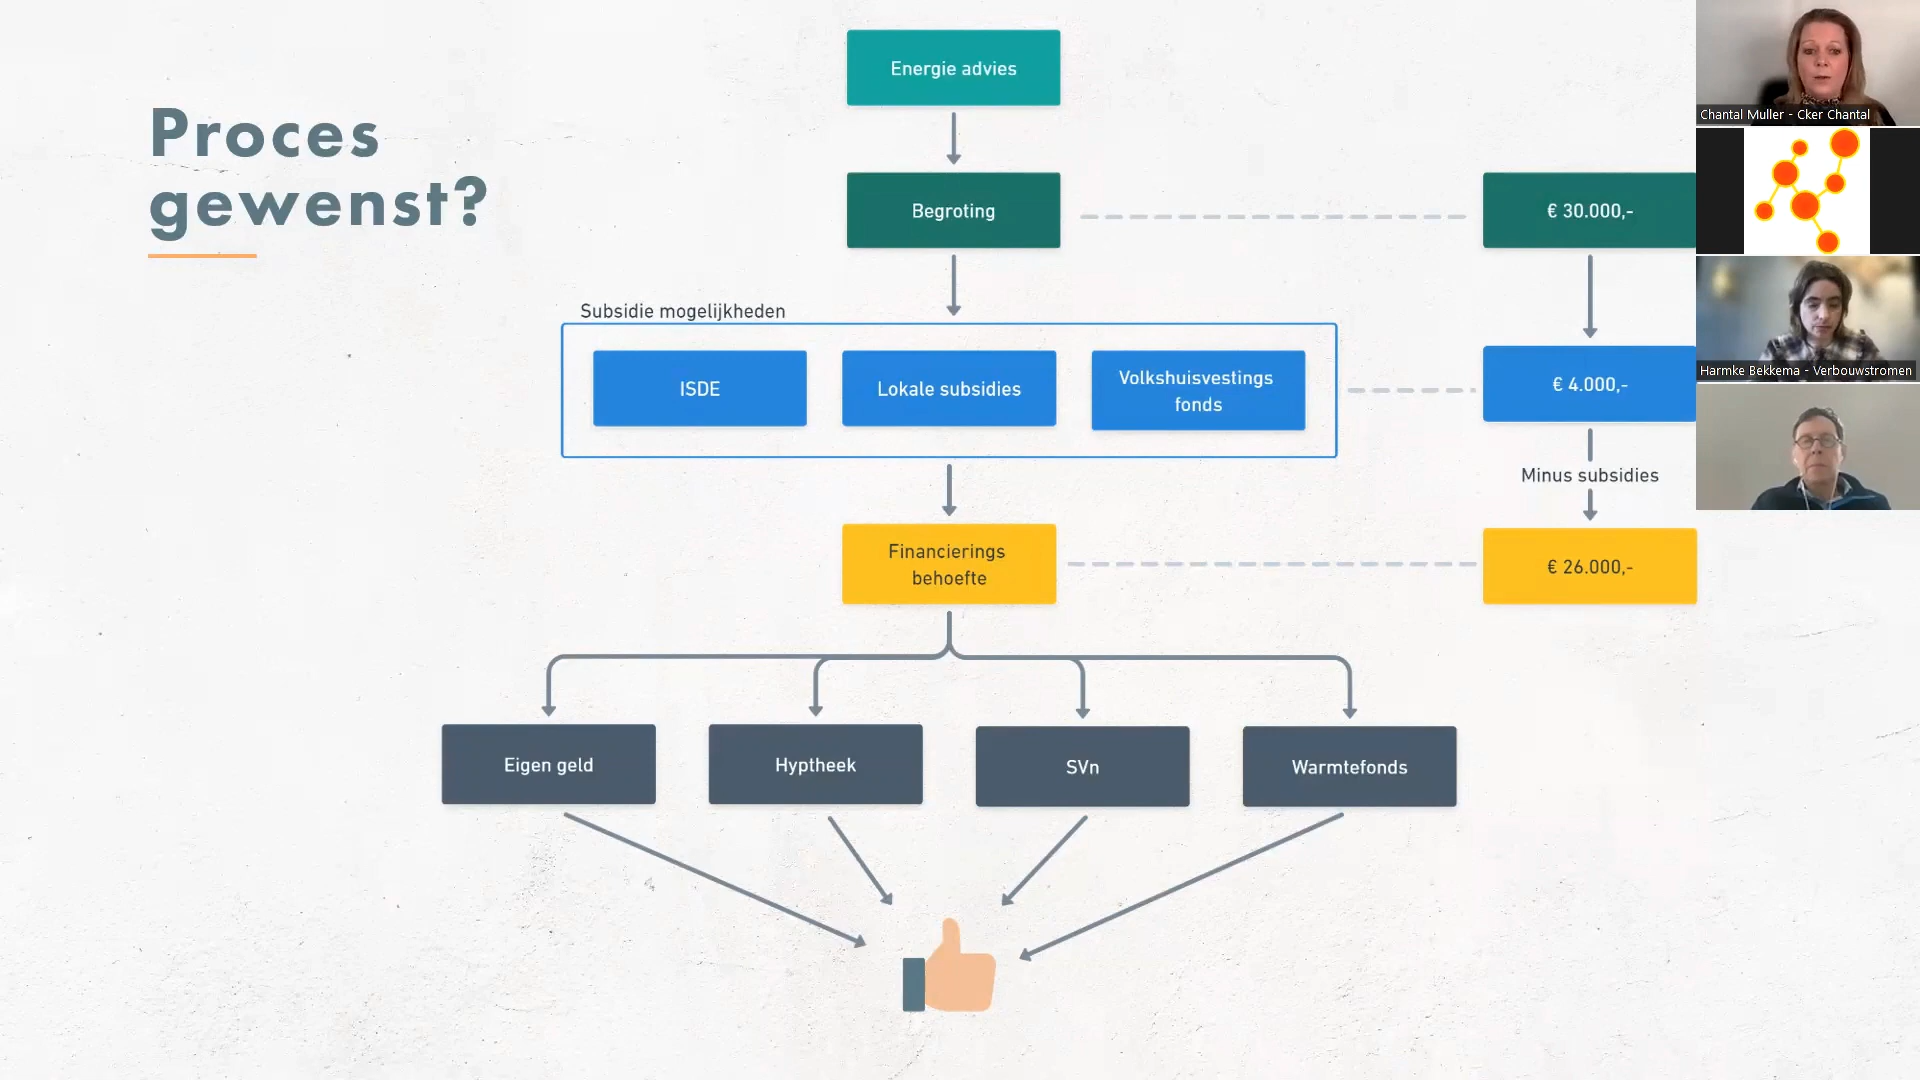 Proces
gewenst?
Energie advies
Begroting
€ 30.000,-
Subsidie mogelijkheden
ISDE
Lokale subsidies
Volkshuisvestings
fonds
€ 4.000,-
Minus subsidies
Financierings
behoefte
€ 26.000,-
Eigen geld
Hyptheek
SVn
Warmtefonds
Chantal Muller - Cker Chantal
Harmke Bekkema - Verbouwstromen